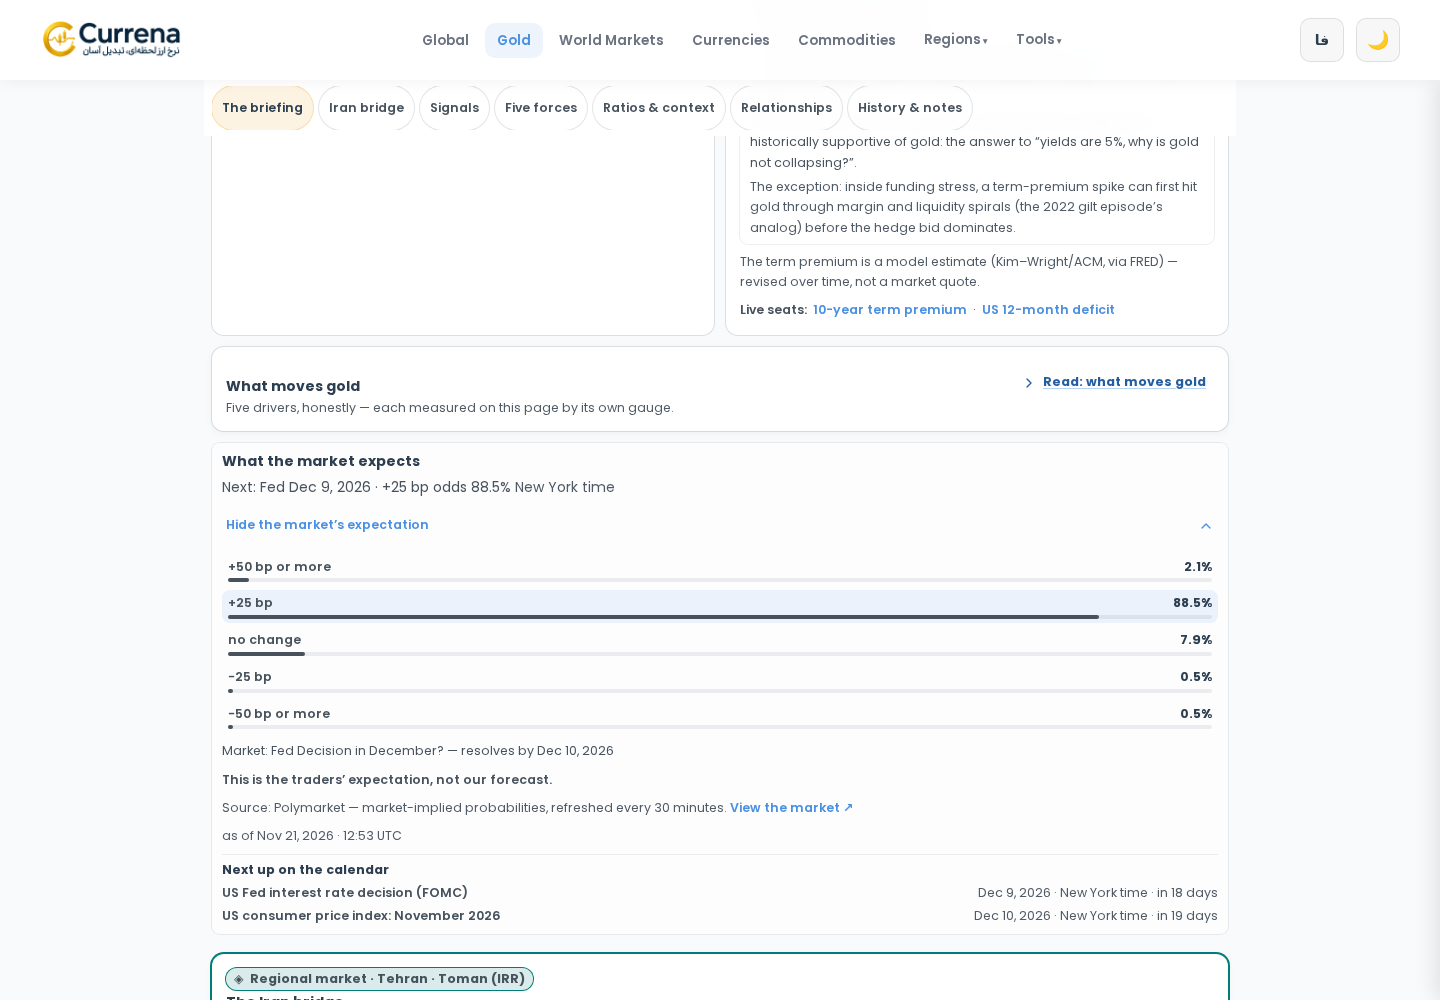 Currena
نرخ ارز لحظه‌ای، تبدیل آسان
Global
Gold
World Markets
Currencies
Commodities
Regions ▾
Tools ▾
فا
The briefing
Iran bridge
Signals
Five forces
Ratios & context
Relationships
History & notes
historically supportive of gold: the answer to “yields are 5%, why is gold
not collapsing?”.
The exception: inside funding stress, a term-premium spike can first hit
gold through margin and liquidity spirals (the 2022 gilt episode’s
analog) before the hedge bid dominates.
The term premium is a model estimate (Kim–Wright/ACM, via FRED) —
revised over time, not a market quote.
Live seats: 10-year term premium · US 12-month deficit
What moves gold
Five drivers, honestly — each measured on this page by its own gauge.
Read: what moves gold
What the market expects
Next: Fed Dec 9, 2026 · +25 bp odds 88.5% New York time
Hide the market’s expectation
+50 bp or more 2.1%
+25 bp 88.5%
no change 7.9%
-25 bp 0.5%
-50 bp or more 0.5%
Market: Fed Decision in December? — resolves by Dec 10, 2026
This is the traders’ expectation, not our forecast.
Source: Polymarket — market-implied probabilities, refreshed every 30 minutes. View the market ↗
as of Nov 21, 2026 · 12:53 UTC
Next up on the calendar
US Fed interest rate decision (FOMC) Dec 9, 2026 · New York time · in 18 days
US consumer price index: November 2026 Dec 10, 2026 · New York time · in 19 days
◈ Regional market · Tehran · Toman (IRR)
The Iran bridge